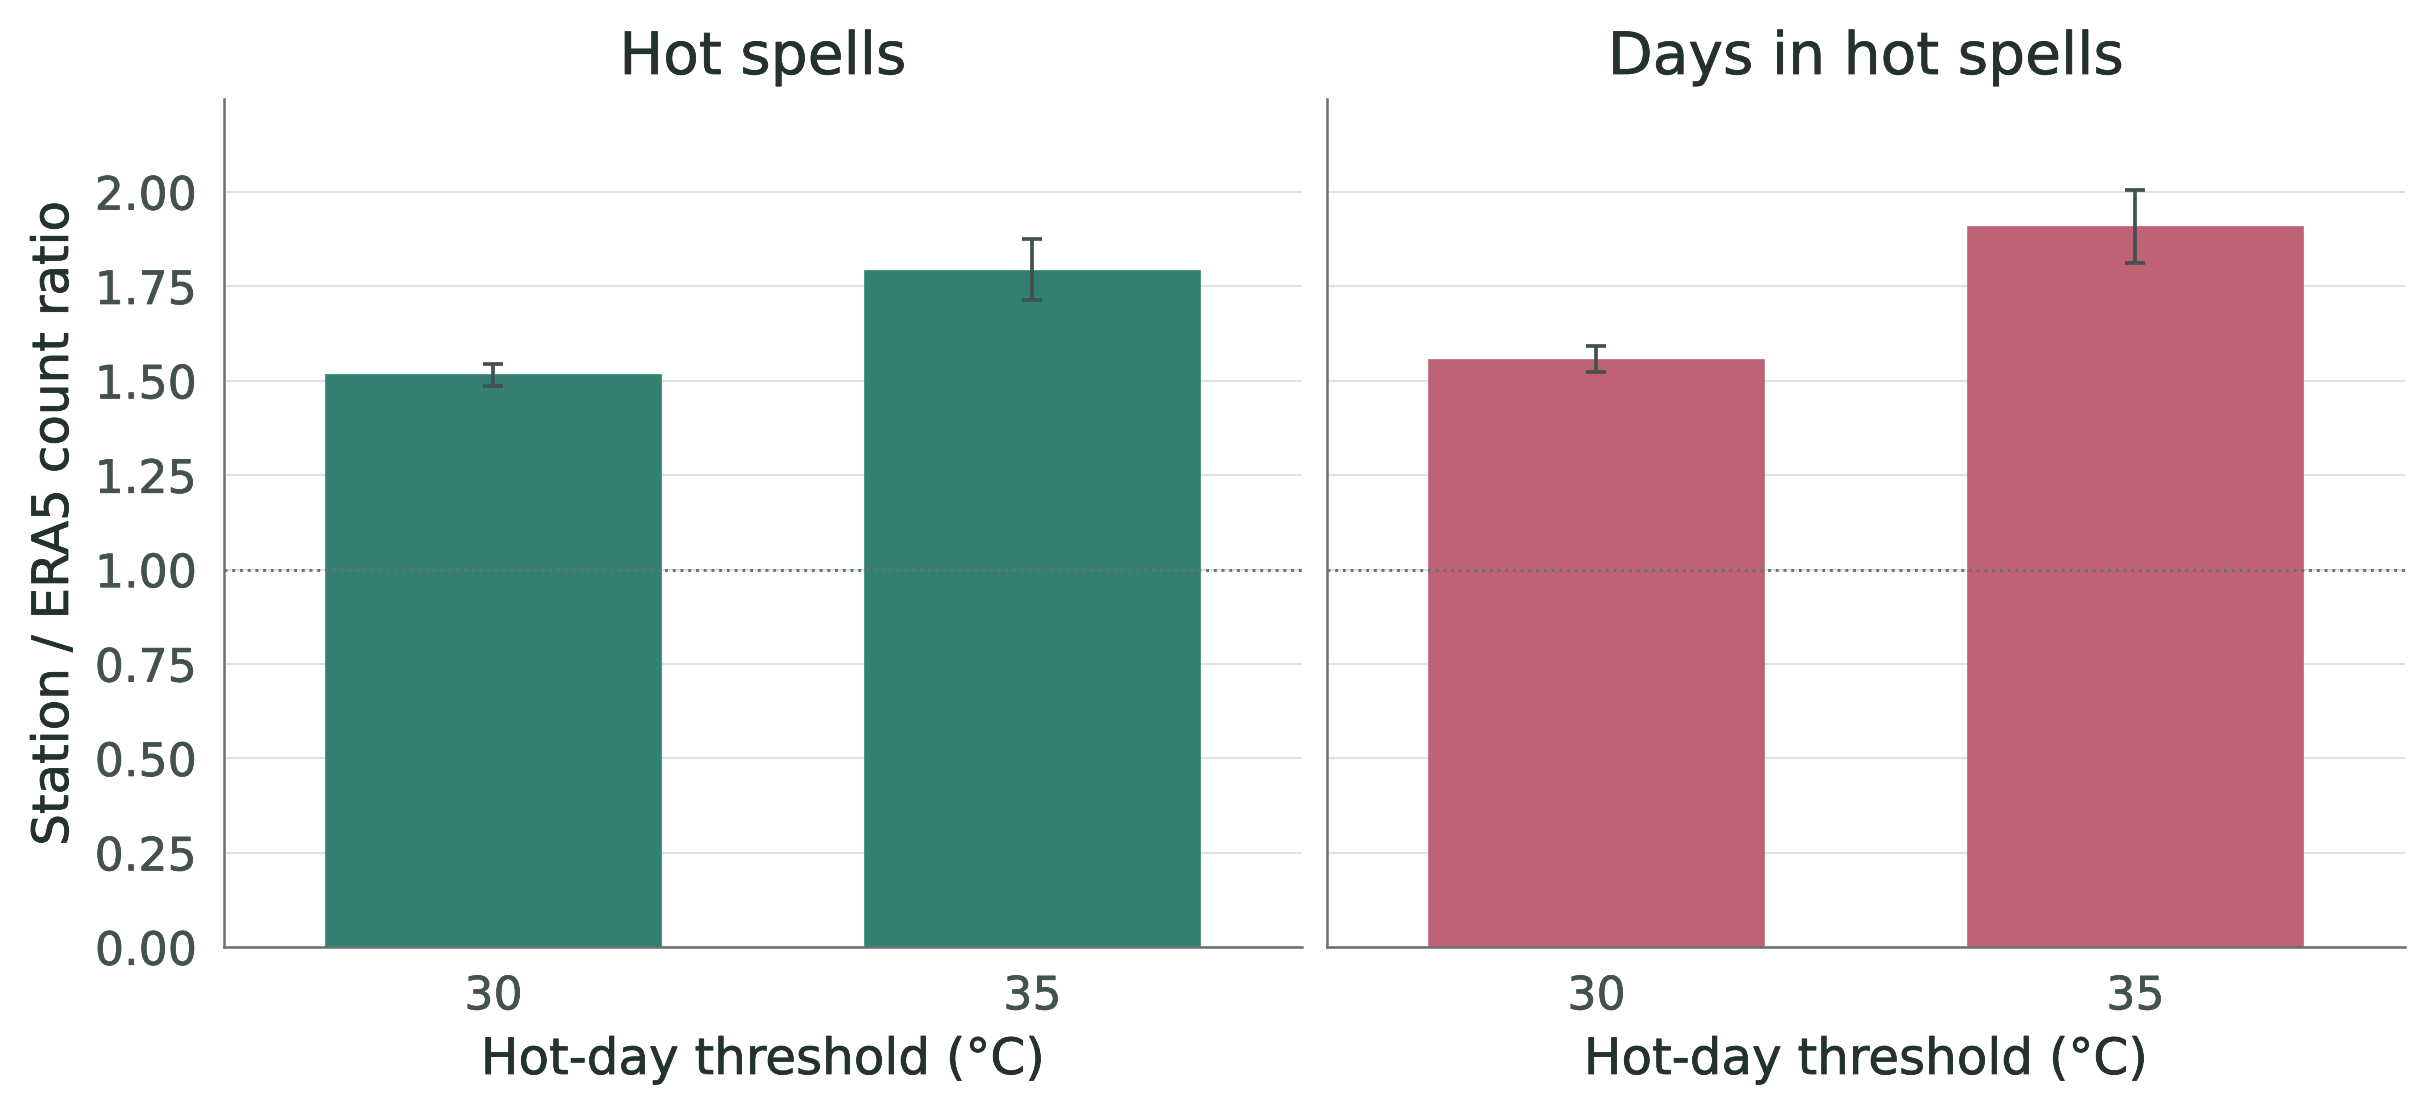 Hot spells
Days in hot spells
Station / ERA5 count ratio
2.00
1.75
1.50
1.25
1.00
0.75
0.50
0.25
0.00
30
35
30
35
Hot-day threshold (°C)
Hot-day threshold (°C)